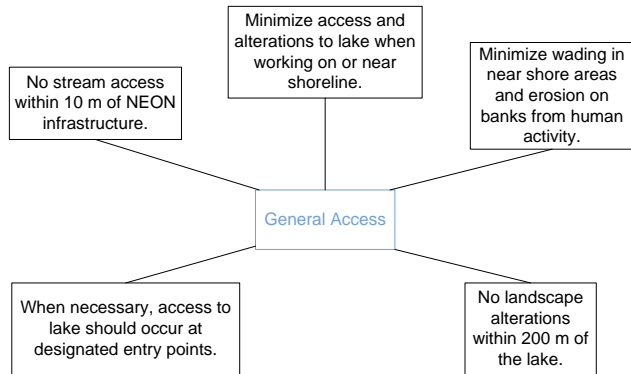 Minimize access and
alterations to lake when
working on or near
shoreline.
No stream access
within 10 m of NEON
infrastructure.
Minimize wading in
near shore areas
and erosion on
banks from human
activity.
General Access
When necessary, access to
lake should occur at
designated entry points.
No landscape
alterations
within 200 m of
the lake.